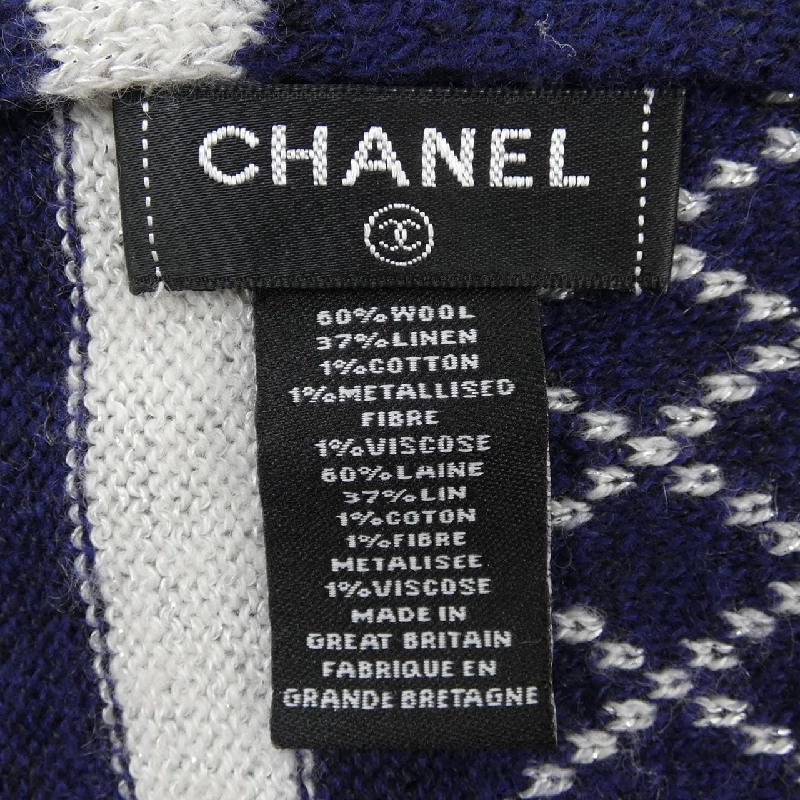 CHANEL
60%WOOL
37%LINEN
1%COTTON
1%METALLISED
FIBRE
1%VISCOSE
60%LAINE
37%LIN
1%COTON
1%FIBRE
METALISEE
1%VISCOSE
MADE IN
GREAT BRITAIN
FABRIQUE EN
GRANDE BRETAGNE